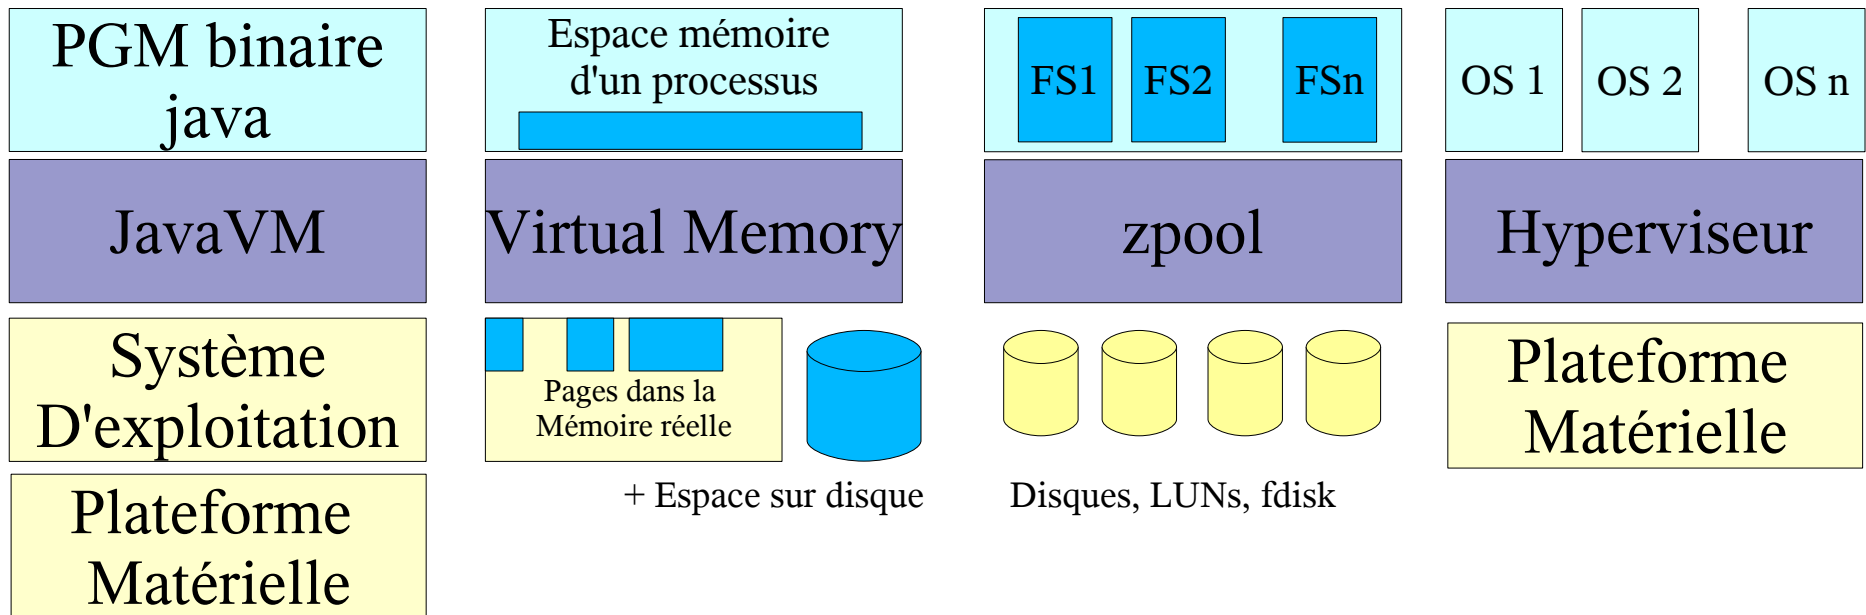 PGM binaire
java
JavaVM
Système
D'exploitation
Plateforme
Matérielle
Espace mémoire
d'un processus
Virtual Memory
Pages dans la
Mémoire réelle
+ Espace sur disque
FS1 FS2 FSn
zpool
Disques, LUNs, fdisk
OS 1 OS 2 OS n
Hyperviseur
Plateforme
Matérielle